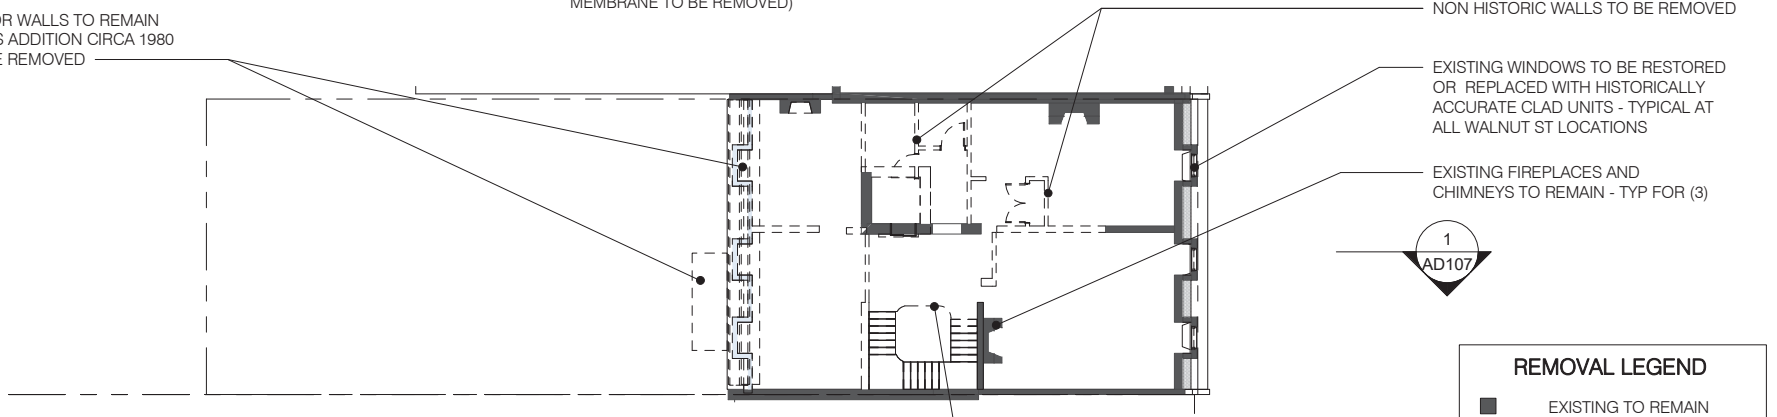 OR WALLS TO REMAIN
S ADDITION CIRCA 1980
E REMOVED
MEMBRANE TO BE REMOVED)
NON HISTORIC WALLS TO BE REMOVED
EXISTING WINDOWS TO BE RESTORED
OR REPLACED WITH HISTORICALLY
ACCURATE CLAD UNITS - TYPICAL AT
ALL WALNUT ST LOCATIONS
EXISTING FIREPLACES AND
CHIMNEYS TO REMAIN - TYP FOR (3)
1
AD107
REMOVAL LEGEND
EXISTING TO REMAIN